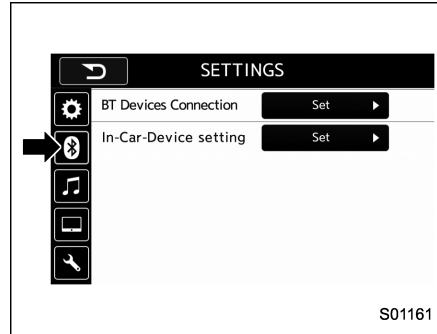 SETTINGS
BT Devices Connection Set
In-Car-Device setting Set
S01161